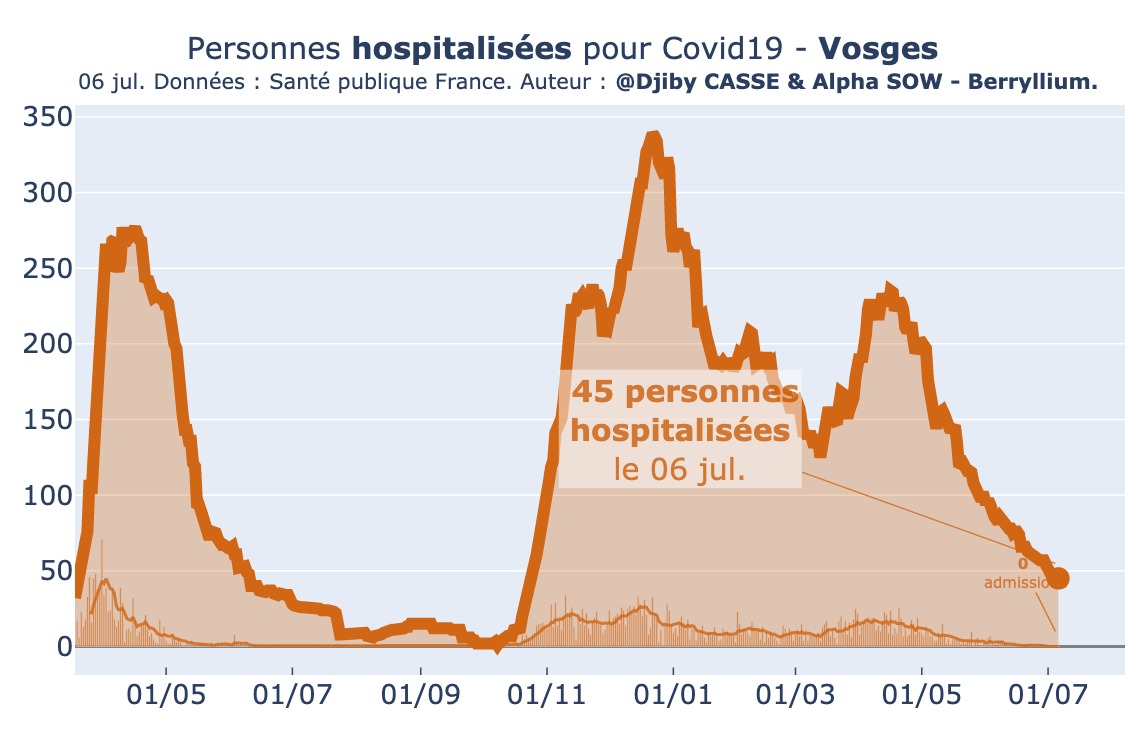 Personnes hospitalisées pour Covid19 - Vosges
06 jul. Données : Santé publique France. Auteur : @Djiby CASSE & Alpha SOW - Berryllium.
350
300
250
200
150
100
50
0
45 personnes
hospitalisées
le 06 jul.
0
admissio
01/05 01/07 01/09 01/11 01/01 01/03 01/05 01/07